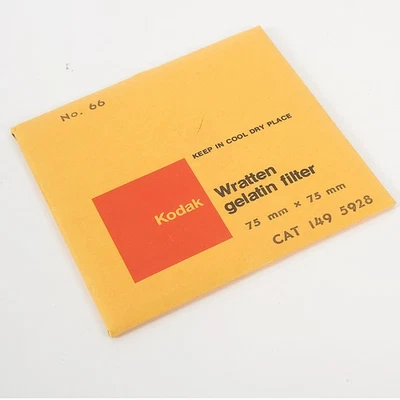 No. 66
KEEP IN COOL DRY PLACE
Kodak
Wratten
gelatin filter
75 mm × 75 mm
CAT 149 5928